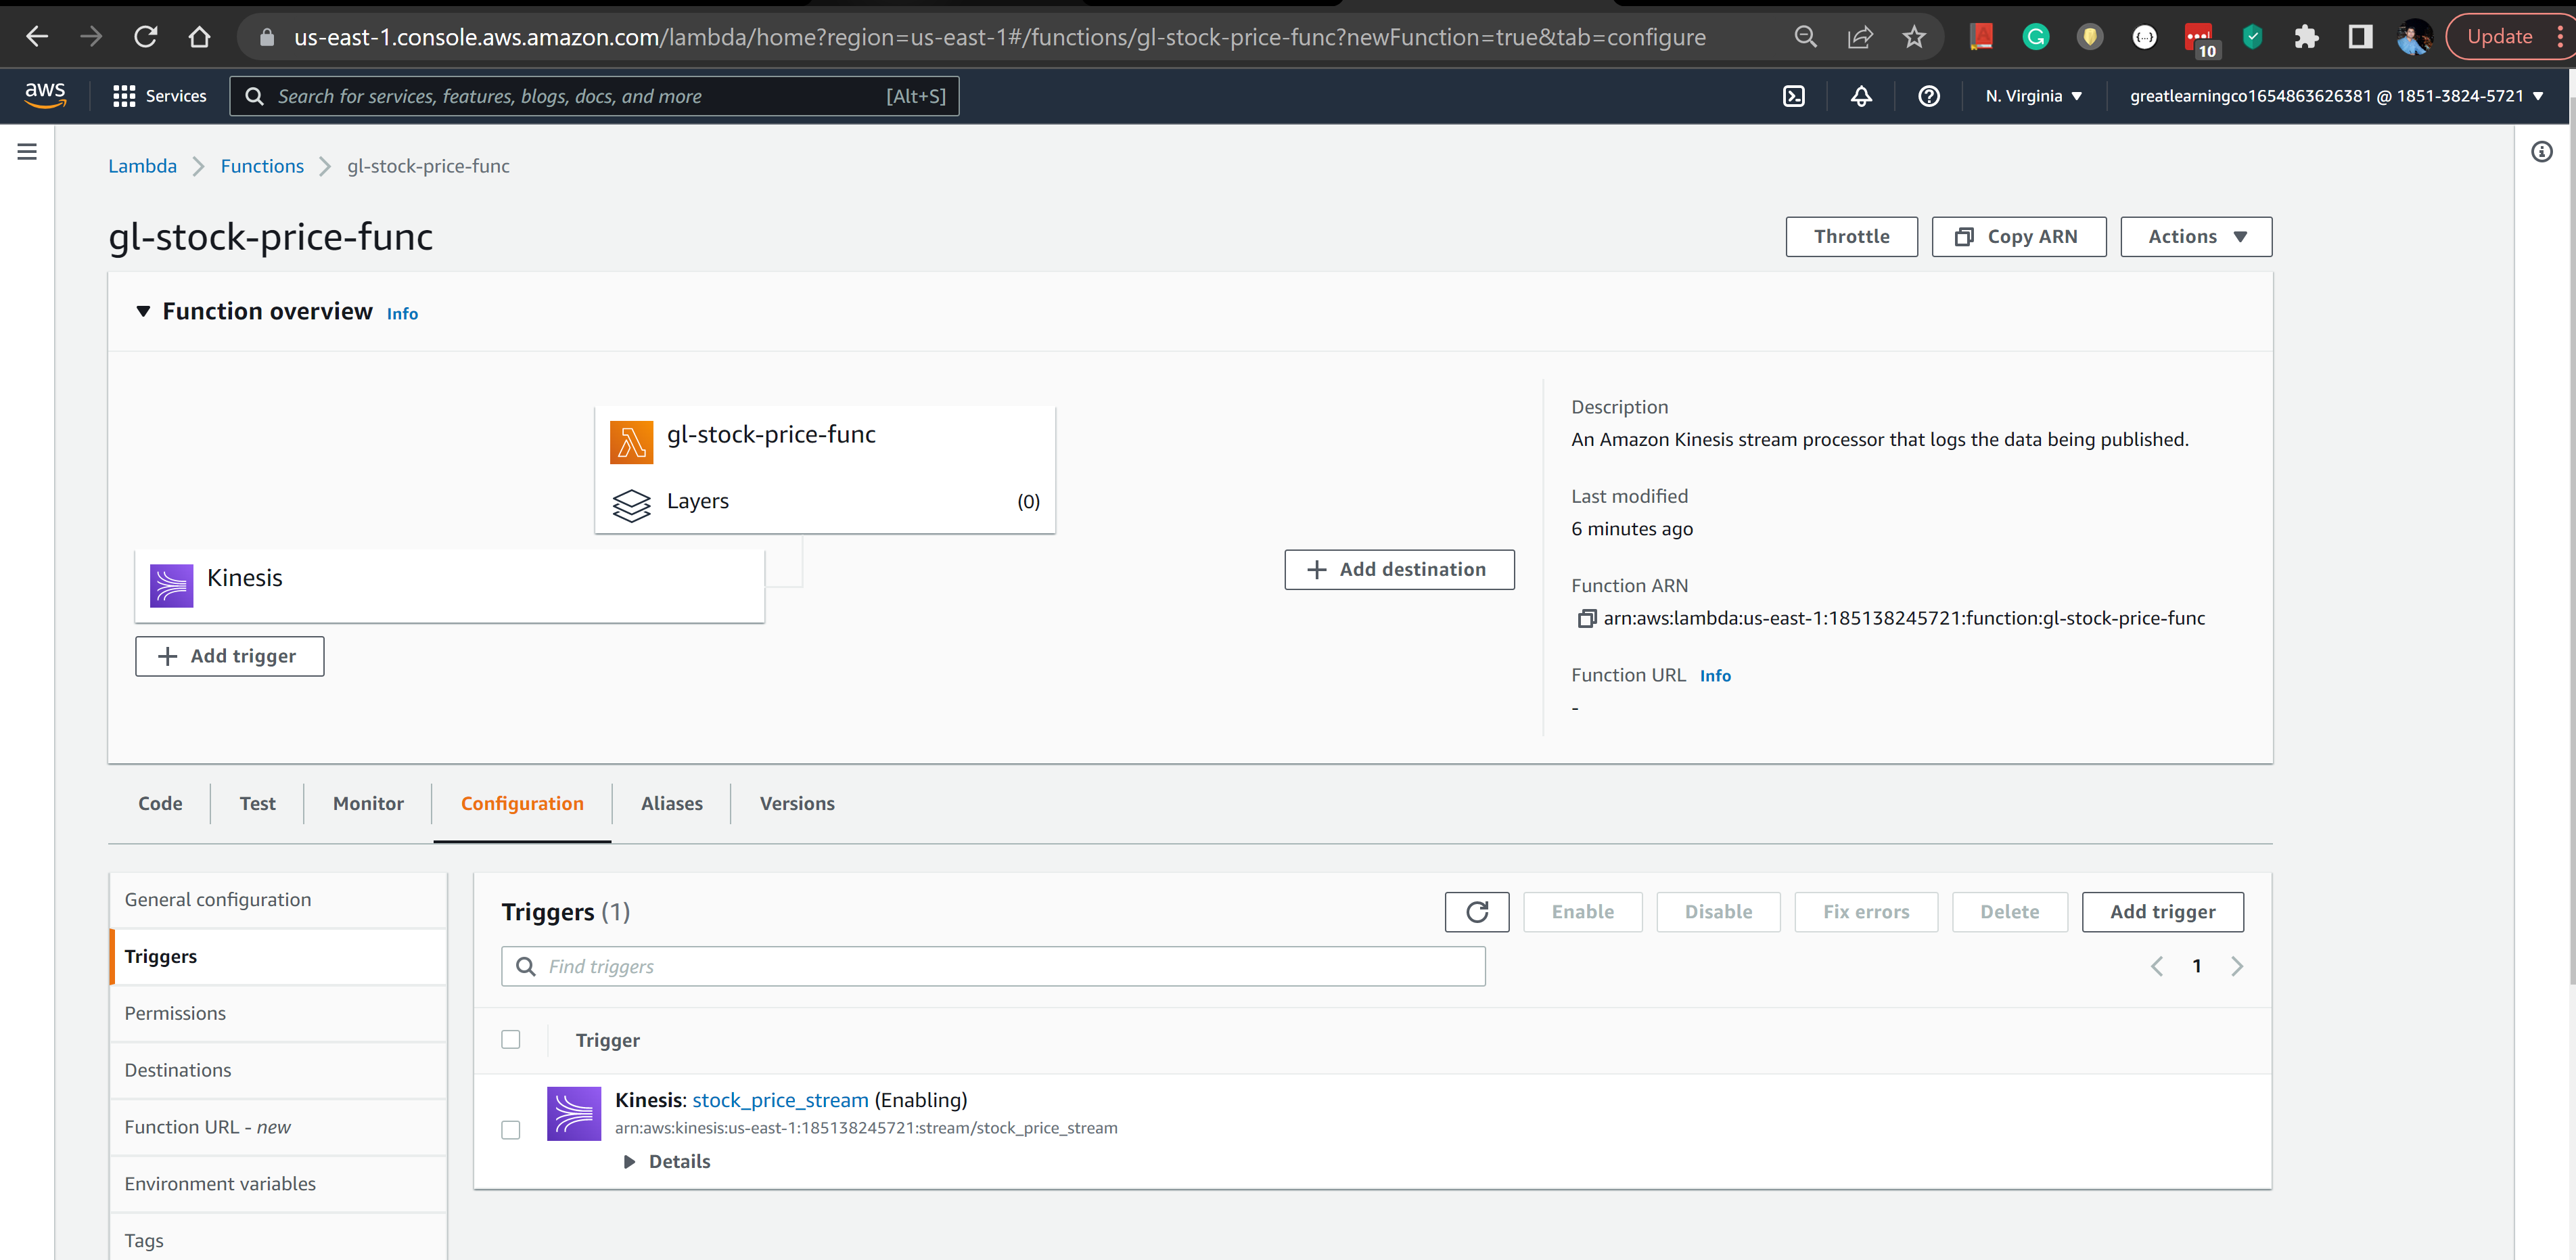 us-east-1.console.aws.amazon.com/lambda/home?region=us-east-1#/functions/gl-stock-price-func?newFunction=true&tab=configure
10
Update
aws
Services
Search for services, features, blogs, docs, and more
[Alt+S]
N. Virginia
greatlearningco1654863626381 @ 1851-3824-5721
Lambda
Functions
gl-stock-price-func
gl-stock-price-func
Throttle
Copy ARN
Actions
Function overview
Info
gl-stock-price-func
Layers
(0)
Kinesis
+ Add trigger
+ Add destination
Description
An Amazon Kinesis stream processor that logs the data being published.
Last modified
6 minutes ago
Function ARN
arn:aws:lambda:us-east-1:185138245721:function:gl-stock-price-func
Function URL
Info
-
Code
Test
Monitor
Configuration
Aliases
Versions
General configuration
Triggers
Permissions
Destinations
Function URL - new
Environment variables
Tags
Triggers (1)
Enable
Disable
Fix errors
Delete
Add trigger
Find triggers
1
Trigger
Kinesis: stock_price_stream (Enabling)
arn:aws:kinesis:us-east-1:185138245721:stream/stock_price_stream
Details